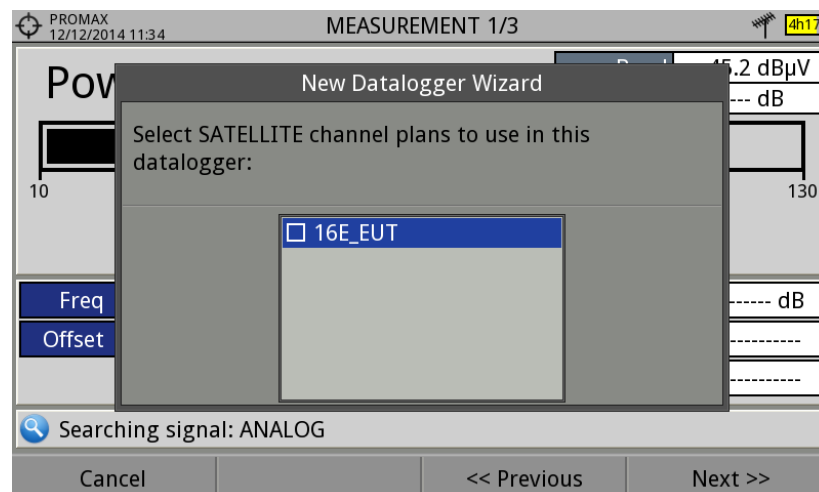 PROMAX
12/12/2014 11:34
MEASUREMENT 1/3
4h17
Pow
5.2 dBµV
--- dB
New Datalogger Wizard
Select SATELLITE channel plans to use in this
datalogger:
10
130
16E_EUT
Freq
------ dB
Offset
----------
----------
Searching signal: ANALOG
Cancel
<< Previous
Next >>